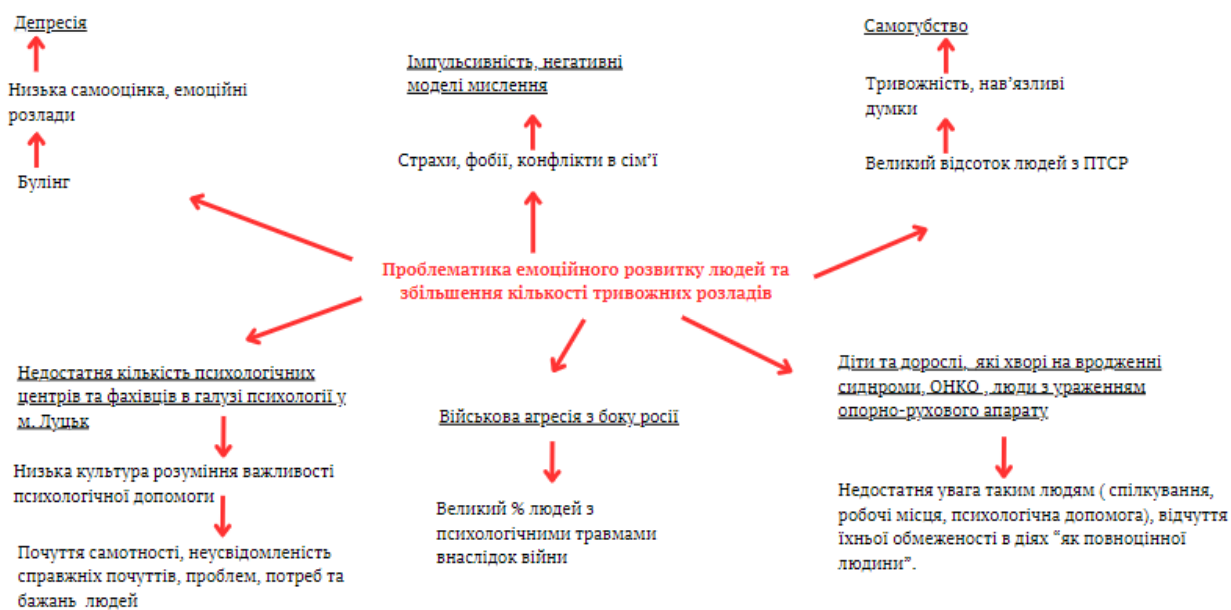 Депресія
Низька самооцінка, емоційні
розлади
Булінг
Імпульсивність, негативні
моделі мислення
Страхи, фобії, конфлікти в сім’ї
Самогубство
Тривожність, нав’язливі
думки
Великий відсоток людей з ПТСР
Проблематика емоційного розвитку людей та
збільшення кількості тривожних розладів
Недостатня кількість психологічних
центрів та фахівців в галузі психології у
м. Луцьк
Низька культура розуміння важливості
психологічної допомоги
Почуття самотності, неусвідомленість
справжніх почуттів, проблем, потреб та
бажань людей
Військова агресія з боку росії
Великий % людей з
психологічними травмами
внаслідок війни
Діти та дорослі, які хворі на вродженні
сиднроми, ОНКО , люди з ураженням
опорно-рухового апарату
Недостатня увага таким людям ( спілкування,
робочі місця, психологічна допомога), відчуття
їхньої обмеженості в діях “як повноцінної
людини”.